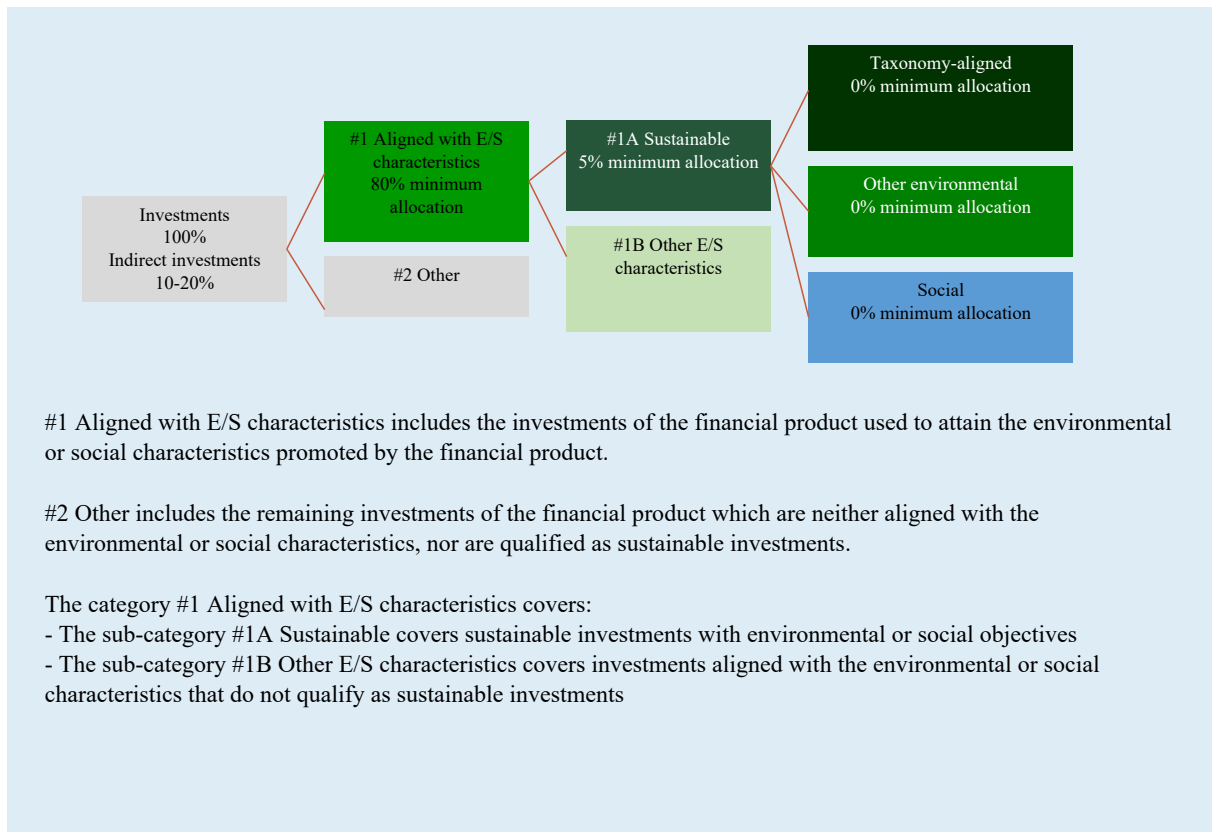 Investments
100%
Indirect investments
10-20%
#1 Aligned with E/S
characteristics
80% minimum
allocation
#2 Other
#1A Sustainable
5% minimum allocation
#1B Other E/S
characteristics
Taxonomy-aligned
0% minimum allocation
Other environmental
0% minimum allocation
Social
0% minimum allocation
#1 Aligned with E/S characteristics includes the investments of the financial product used to attain the environmental
or social characteristics promoted by the financial product.
#2 Other includes the remaining investments of the financial product which are neither aligned with the
environmental or social characteristics, nor are qualified as sustainable investments.
The category #1 Aligned with E/S characteristics covers:
- The sub-category #1A Sustainable covers sustainable investments with environmental or social objectives
- The sub-category #1B Other E/S characteristics covers investments aligned with the environmental or social
characteristics that do not qualify as sustainable investments